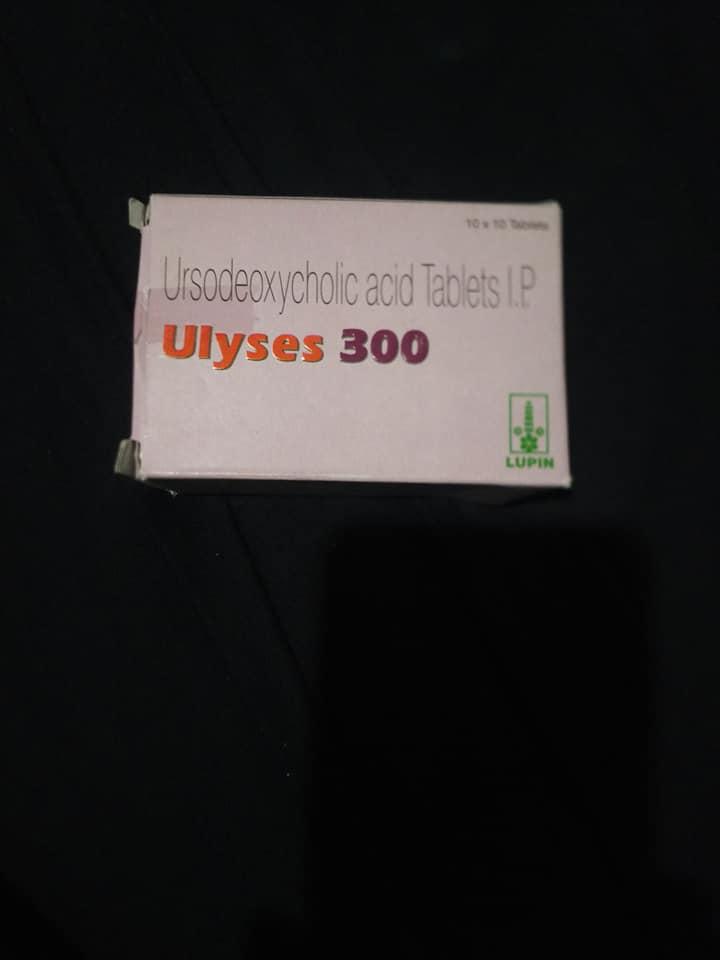 10 x 10 Tablets
Ursodeoxycholic acid Tablets I.P
Ulyses 300
LUPIN